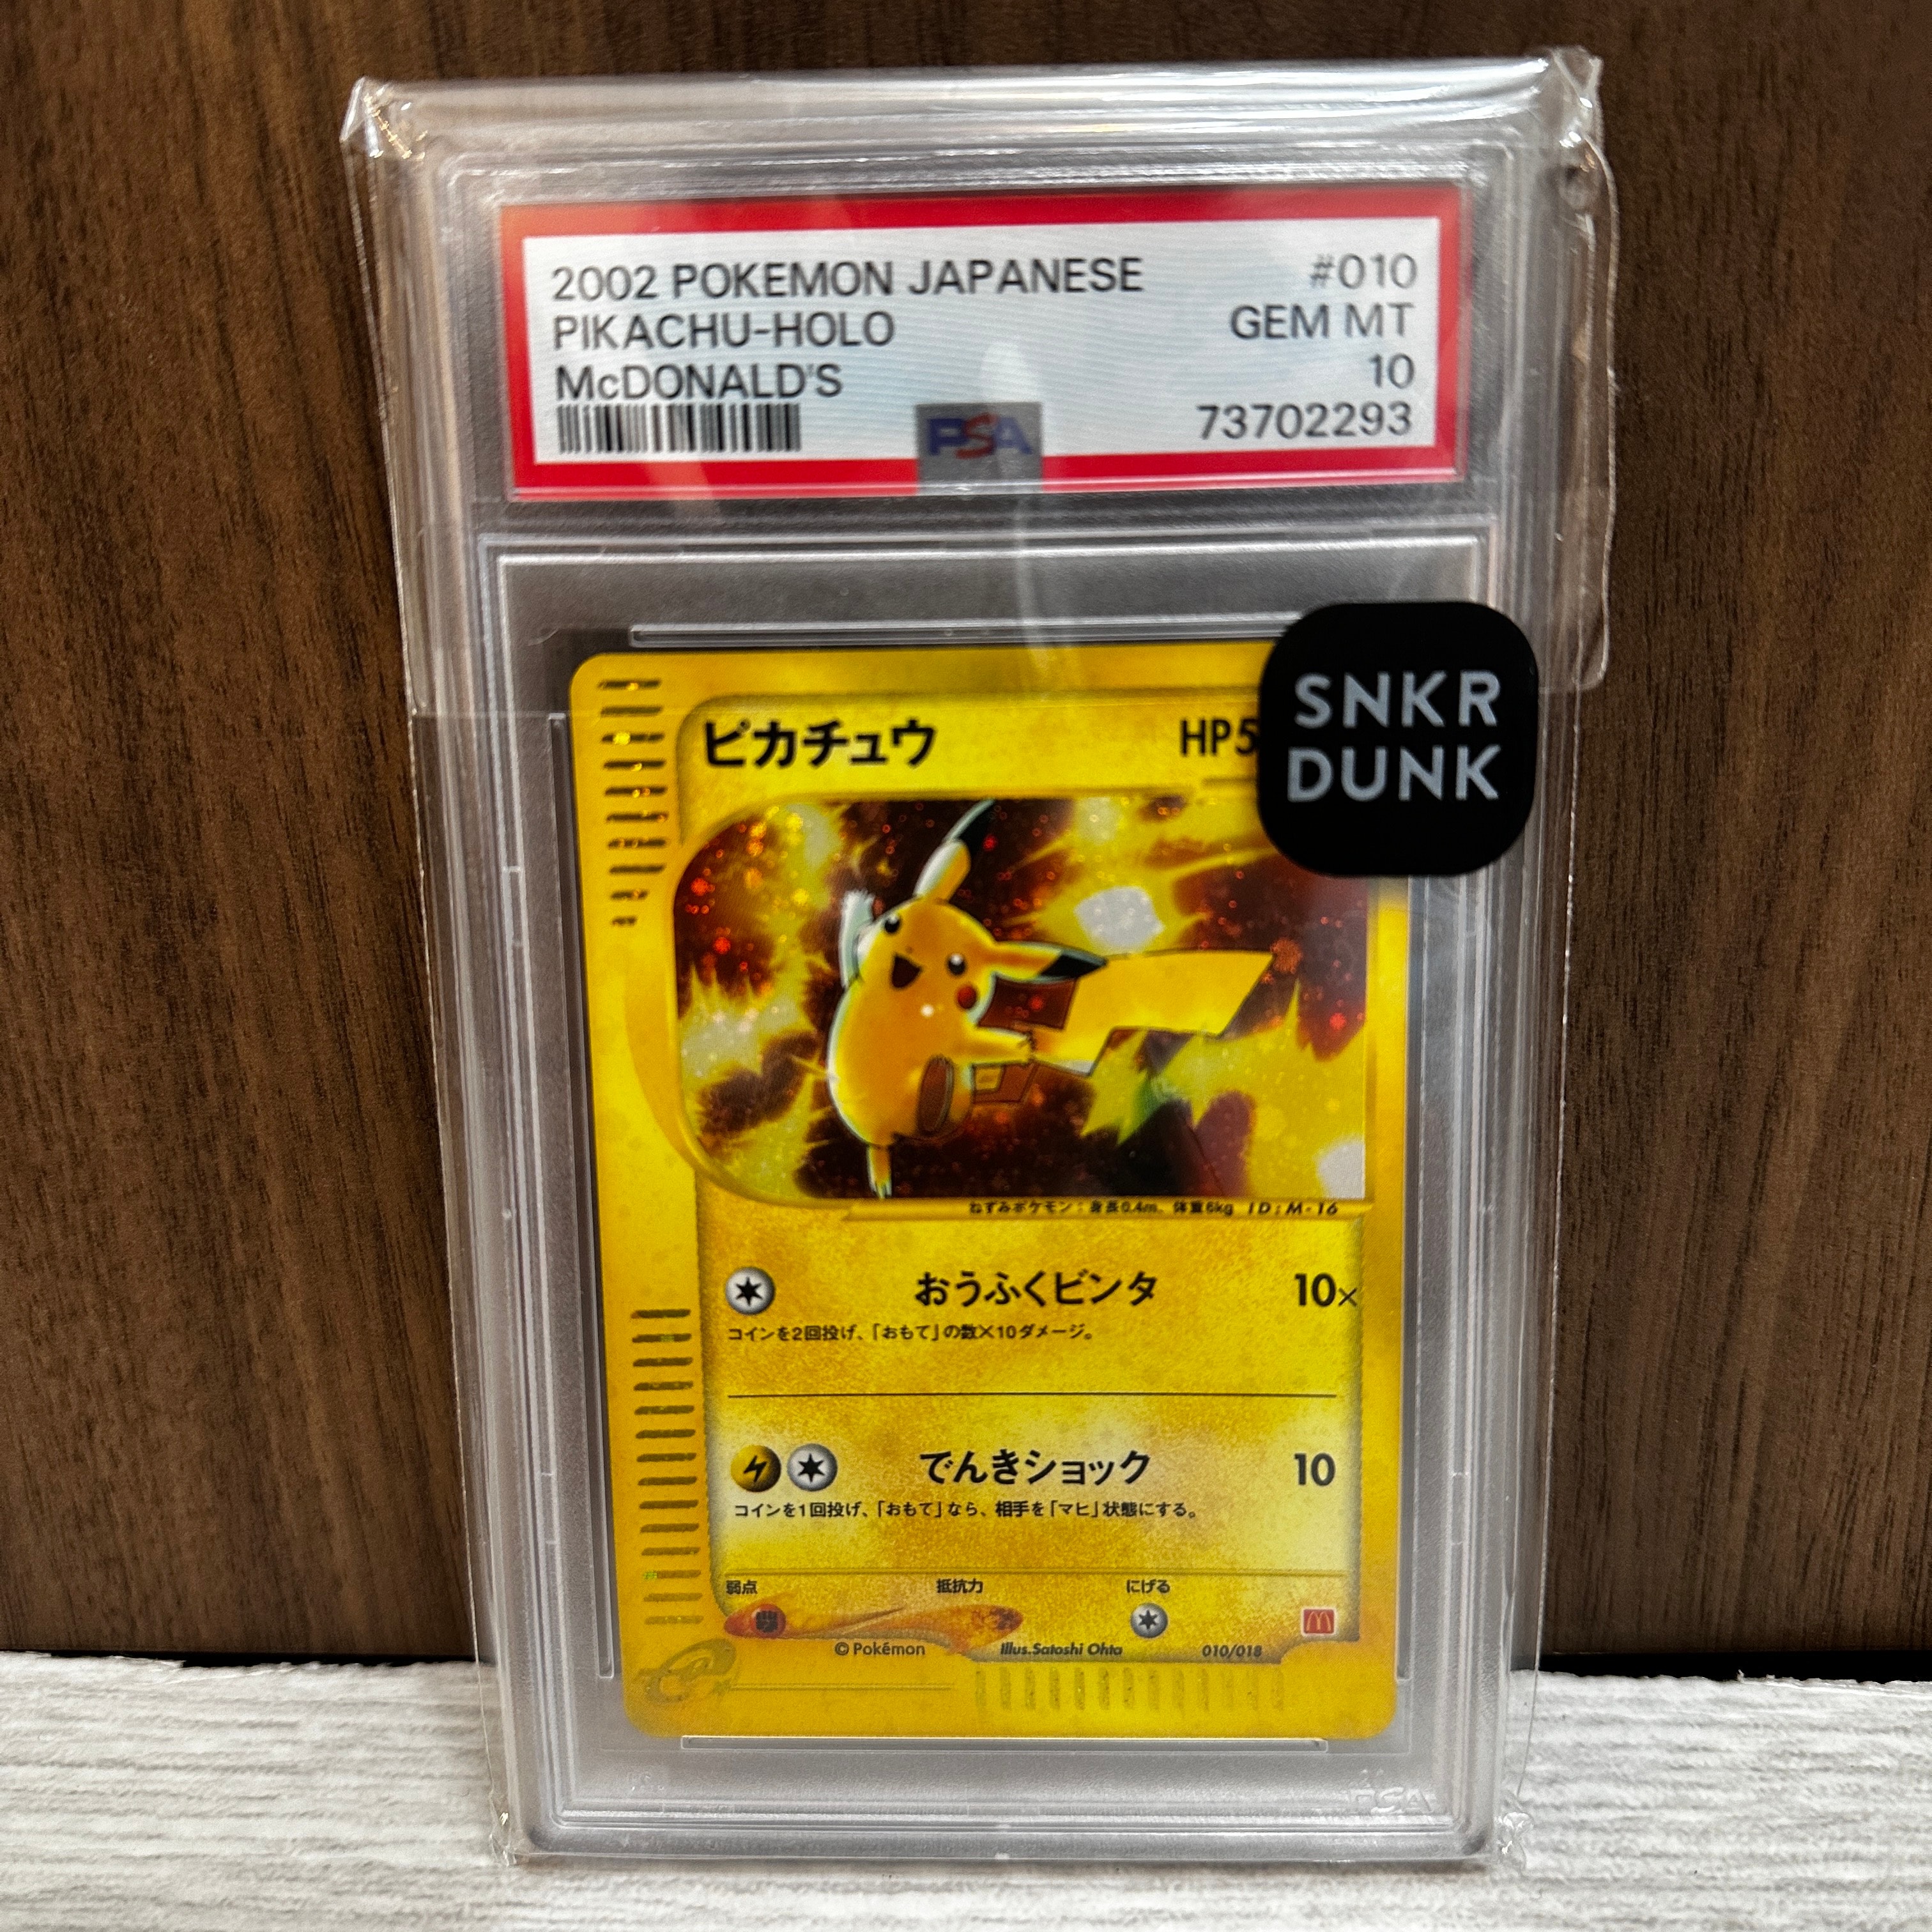 2002 POKEMON JAPANESE #010
PIKACHU-HOLO GEM MT
McDONALD'S 10
PSA 73702293
SNKR
DUNK
ピカチュウ HP5
ねずみポケモン：身長0.4m、体重6kg ID:M-16
おうふくビンタ 10×
コインを2回投げ、「おもて」の数×10ダメージ。
でんきショック 10
コインを1回投げ、「おもて」なら、相手を「マヒ」状態にする。
弱点 抵抗力 にげる
©Pokémon Illus.Satoshi Ohta 010/018
PSA